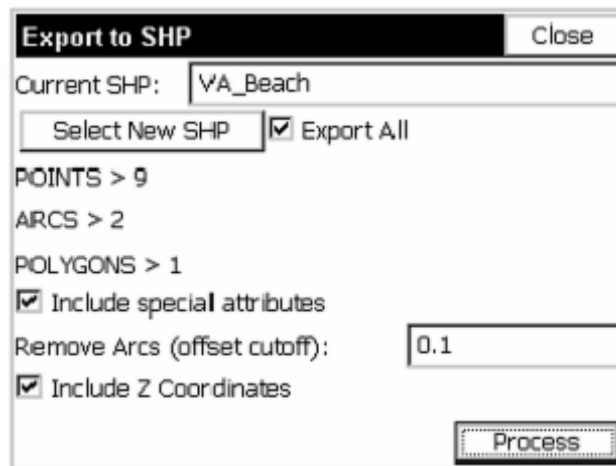 Export to SHP Close
Current SHP: VA_Beach
Select New SHP Export All
POINTS > 9
ARCS > 2
POLYGONS > 1
Include special attributes
Remove Arcs (offset cutoff): 0.1
Include Z Coordinates
Process